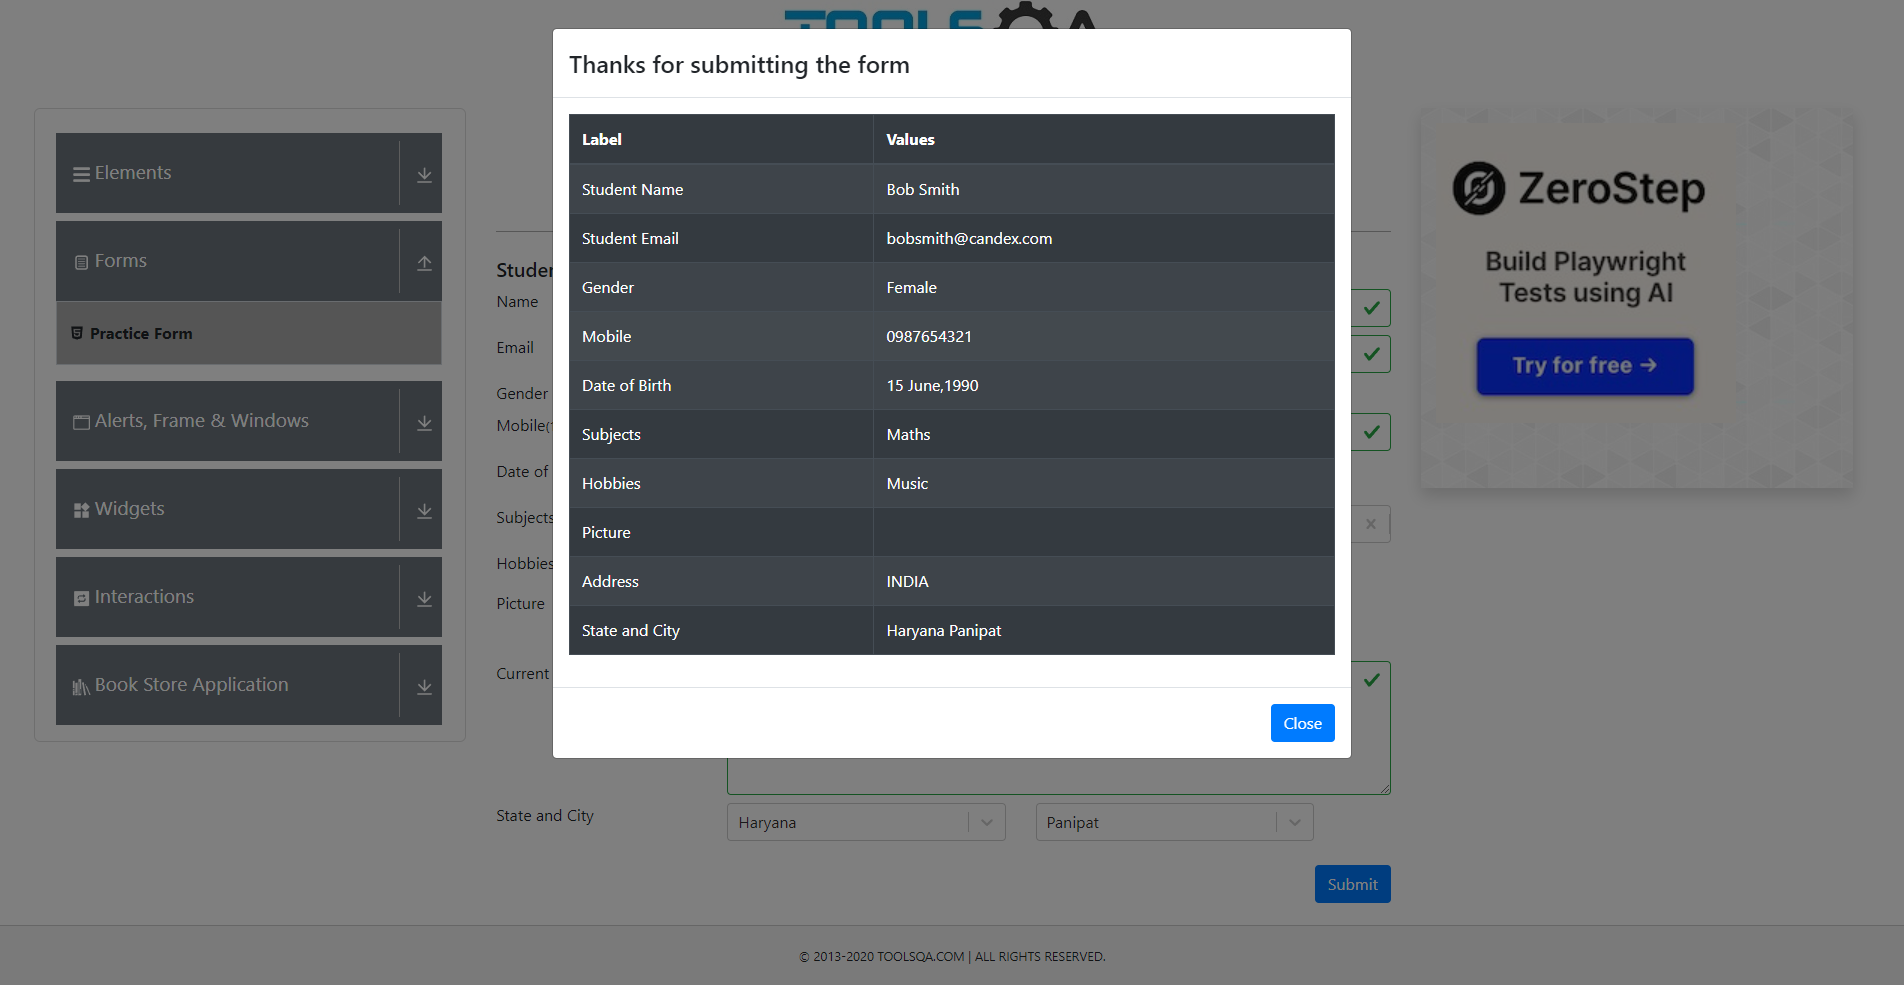 TOOLSQA
Thanks for submitting the form
Label Values
Student Name Bob Smith
Student Email bobsmith@candex.com
Gender Female
Mobile 0987654321
Date of Birth 15 June,1990
Subjects Maths
Hobbies Music
Picture
Address INDIA
State and City Haryana Panipat
Close
Elements
Forms
Practice Form
Alerts, Frame & Windows
Widgets
Interactions
Book Store Application
Name
Email
Gender
Date of
Subjects
Hobbies
Picture
Current
State and City Haryana Panipat
Submit
ZeroStep
Build Playwright
Tests using AI
Try for free →
© 2013-2020 TOOLSQA.COM | ALL RIGHTS RESERVED.